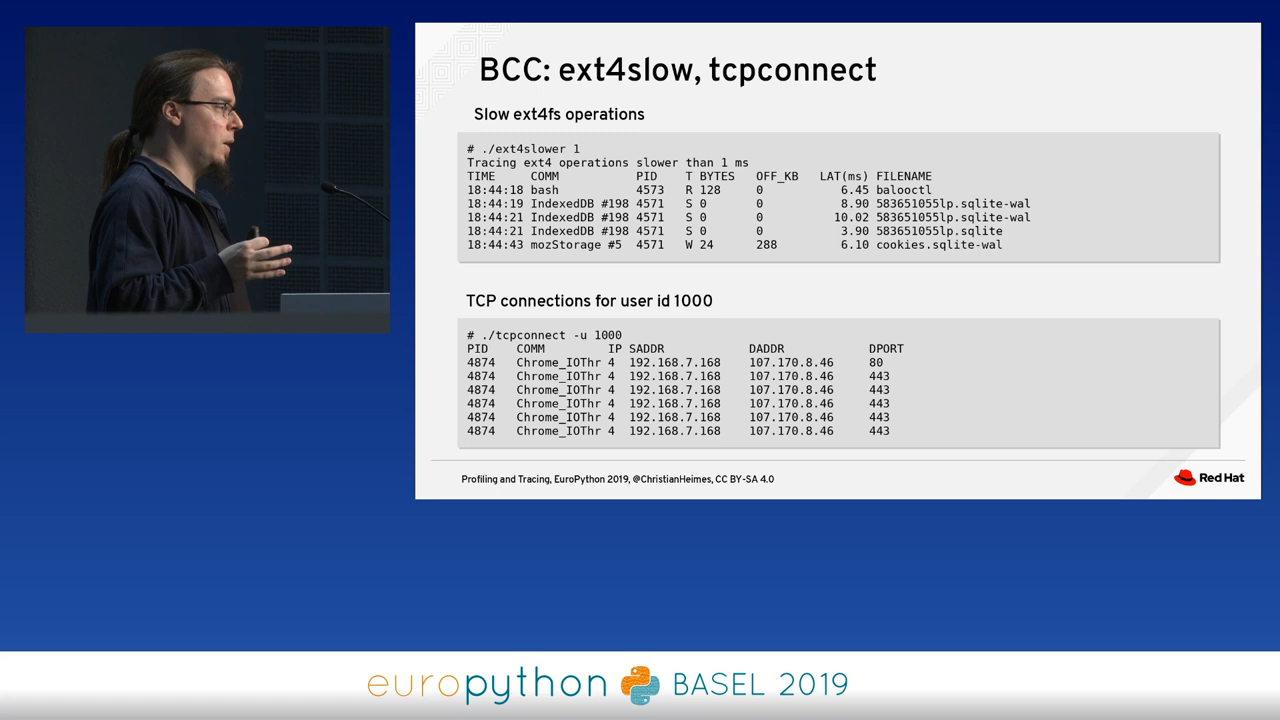 BCC: ext4slow, tcpconnect
Slow ext4fs operations
# ./ext4slower 1
Tracing ext4 operations slower than 1 ms
TIME     COMM           PID    T BYTES   OFF_KB   LAT(ms) FILENAME
18:44:18 bash           4573   R 128     0           6.45 balooctl
18:44:19 IndexedDB #198 4571   S 0       0           8.90 583651055lp.sqlite-wal
18:44:21 IndexedDB #198 4571   S 0       0          10.02 583651055lp.sqlite-wal
18:44:21 IndexedDB #198 4571   S 0       0           3.90 583651055lp.sqlite
18:44:43 mozStorage #5  4571   W 24      288         6.10 cookies.sqlite-wal
TCP connections for user id 1000
# ./tcpconnect -u 1000
PID    COMM         IP SADDR            DADDR            DPORT
4874   Chrome_IOThr 4  192.168.7.168    107.170.8.46     80
4874   Chrome_IOThr 4  192.168.7.168    107.170.8.46     443
4874   Chrome_IOThr 4  192.168.7.168    107.170.8.46     443
4874   Chrome_IOThr 4  192.168.7.168    107.170.8.46     443
4874   Chrome_IOThr 4  192.168.7.168    107.170.8.46     443
4874   Chrome_IOThr 4  192.168.7.168    107.170.8.46     443
Profiling and Tracing, EuroPython 2019, @ChristianHeimes, CC BY-SA 4.0
Red Hat
europython BASEL 2019